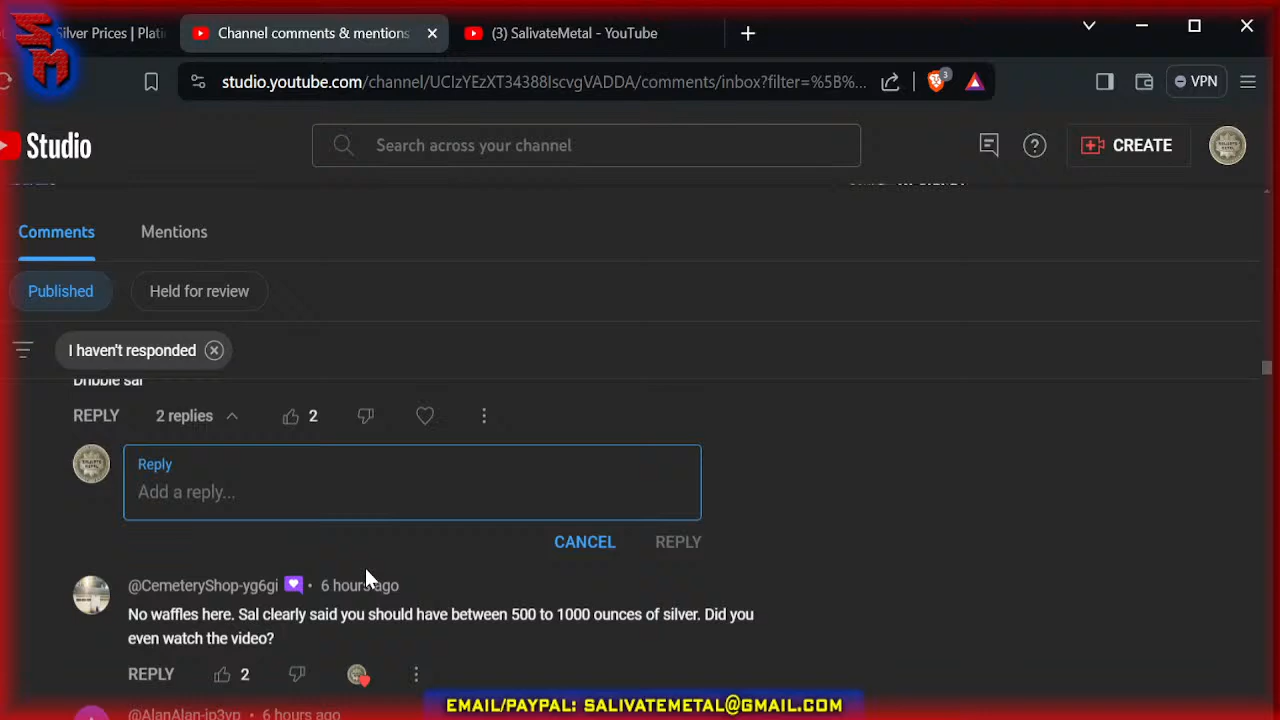 SM
Silver Prices | Plati
Channel comments & mentions
(3) SalivateMetal - YouTube
studio.youtube.com/channel/UCIzYEzXT34388IscvgVADDA/comments/inbox?filter=%5B%...
3
VPN
Studio
Search across your channel
CREATE
Comments
Mentions
Published
Held for review
I haven't responded
Dribble sal
REPLY
2 replies
2
Reply
Add a reply...
CANCEL
REPLY
@CemeteryShop-yg6gi • 6 hours ago
No waffles here. Sal clearly said you should have between 500 to 1000 ounces of silver. Did you
even watch the video?
REPLY
2
@AlanAlan-ip3vp 6 hours ago
EMAIL/PAYPAL: SALIVATEMETAL@GMAIL.COM